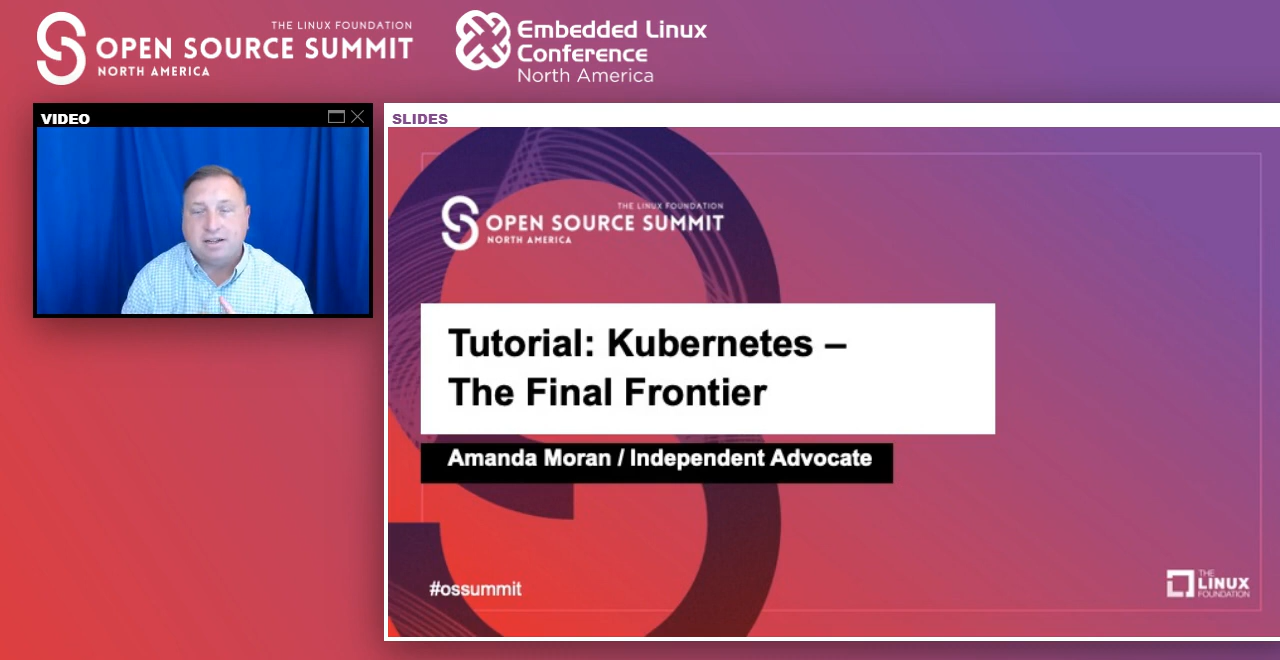 THE LINUX FOUNDATION
OPEN SOURCE SUMMIT
NORTH AMERICA
Embedded Linux
Conference
North America
VIDEO
SLIDES
THE LINUX FOUNDATION
OPEN SOURCE SUMMIT
NORTH AMERICA
Tutorial: Kubernetes –
The Final Frontier
Amanda Moran / Independent Advocate
#ossummit
THE
LINUX
FOUNDATION